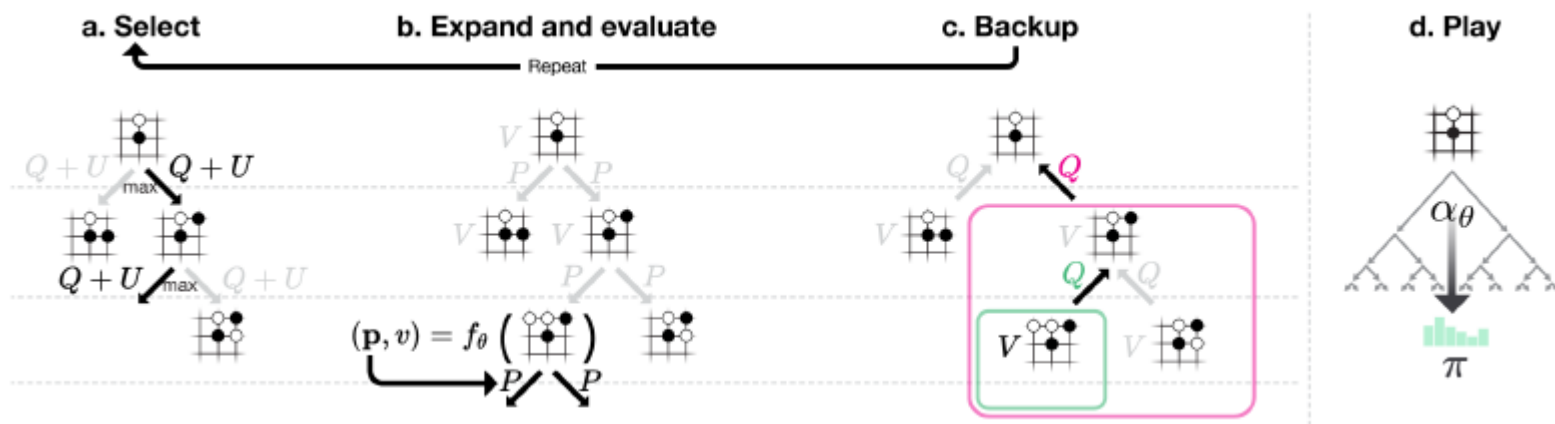 a. Select
b. Expand and evaluate
c. Backup
d. Play
Repeat
Q + U
Q + U
max
Q + U
max
Q + U
V
P
P
V
V
P
P
(p, v) = fθ ( )
P
P
Q
Q
V
V
Q
Q
V
V
αθ
π